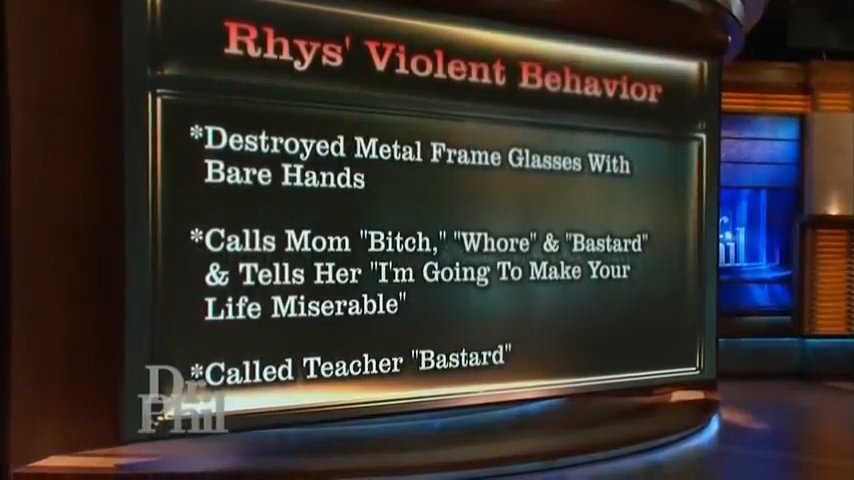 Rhys' Violent Behavior
*Destroyed Metal Frame Glasses With
Bare Hands
*Calls Mom "Bitch," "Whore" & "Bastard"
& Tells Her "I'm Going To Make Your
Life Miserable"
*Called Teacher "Bastard"
Dr.
Phil